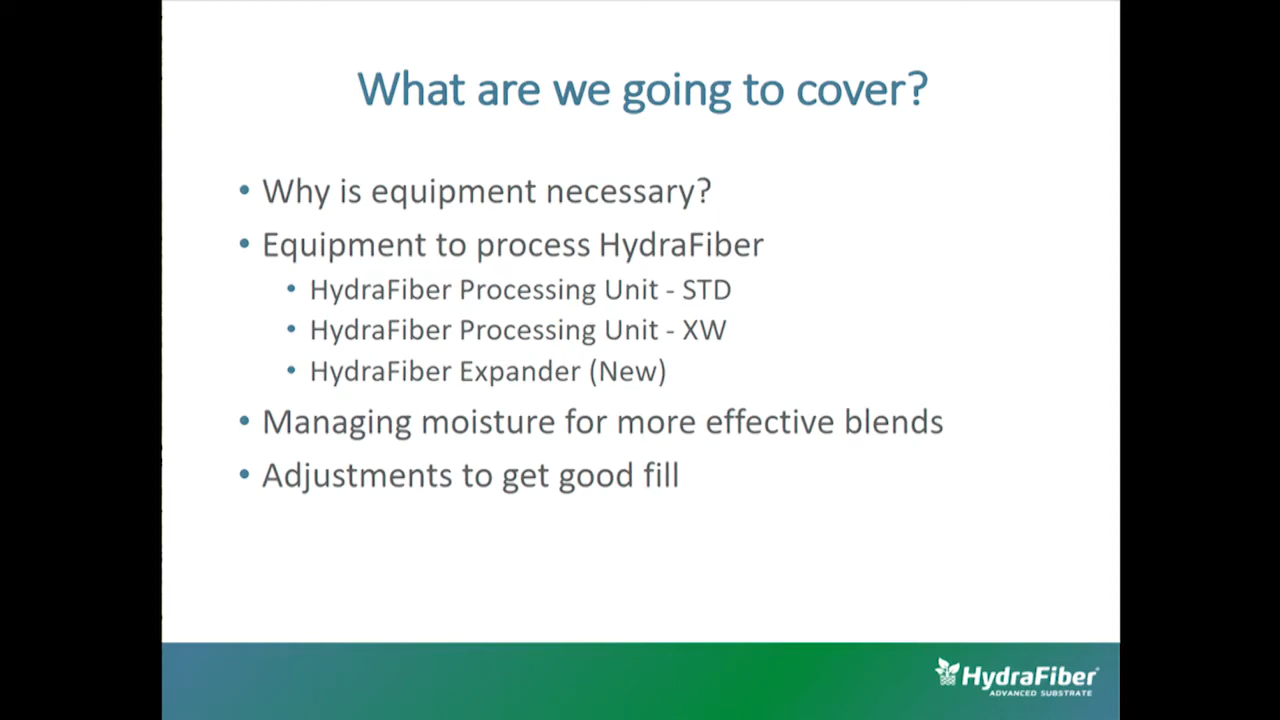 What are we going to cover?
• Why is equipment necessary?
• Equipment to process HydraFiber
• HydraFiber Processing Unit - STD
• HydraFiber Processing Unit - XW
• HydraFiber Expander (New)
• Managing moisture for more effective blends
• Adjustments to get good fill
HydraFiber®
ADVANCED SUBSTRATE